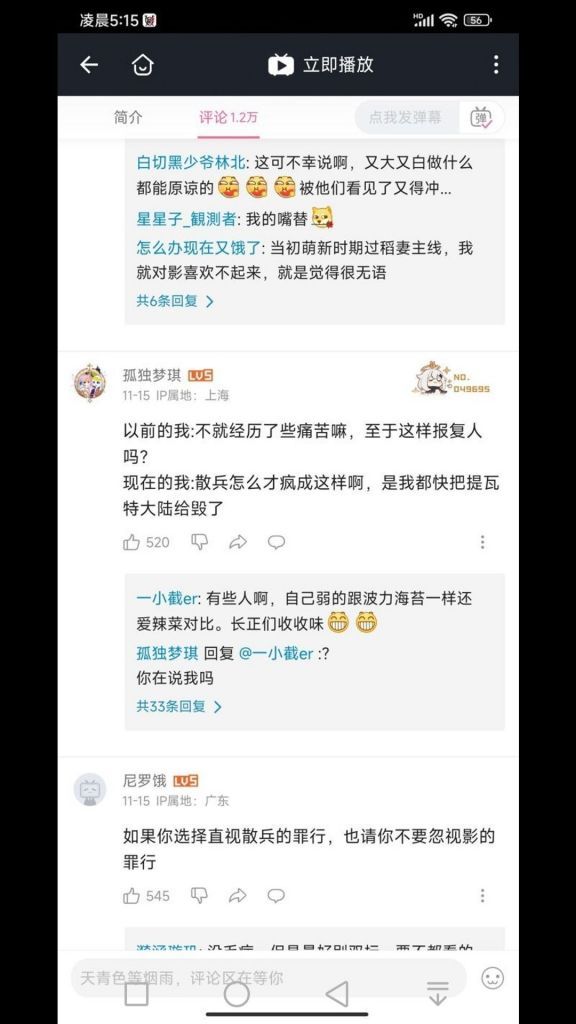 凌晨5:15
HD 56
立即播放
简介 评论 1.2万 点我发弹幕 弹
白切黑少爷林北: 这可不幸说啊，又大又白做什么
都能原谅的 被他们看见了又得冲...
星星子_観測者: 我的嘴替
怎么办现在又饿了: 当初萌新时期过稻妻主线，我
就对影喜欢不起来，就是觉得很无语
共6条回复
孤独梦琪 LV5
11-15 IP属地：上海
NO.
049695
以前的我:不就经历了些痛苦嘛，至于这样报复人
吗?
现在的我:散兵怎么才疯成这样啊，是我都快把提瓦
特大陆给毁了
520
一小截er: 有些人啊，自己弱的跟波力海苔一样还
爱辣菜对比。长正们收收味
孤独梦琪 回复 @一小截er :?
你在说我吗
共33条回复
尼罗饿 LV5
11-15 IP属地：广东
如果你选择直视散兵的罪行，也请你不要忽视影的
罪行
545
天青色等烟雨，评论区在等你